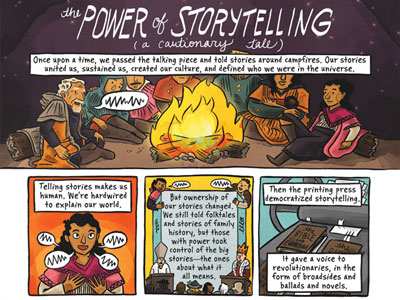 the POWER of STORYTELLING
(a cautionary tale)
Once upon a time, we passed the talking piece and told stories around campfires. Our stories
united us, sustained us, created our culture, and defined who we were in the universe.
Telling stories makes us
human. We're hardwired
to explain our world.
But ownership of
our stories changed.
We still told folktales
and stories of family
history, but those
with power took
control of the big
stories—the ones
about what it
all means.
Then the printing press
democratized storytelling.
It gave a voice to
revolutionaries, in the
form of broadsides and
ballads and novels.